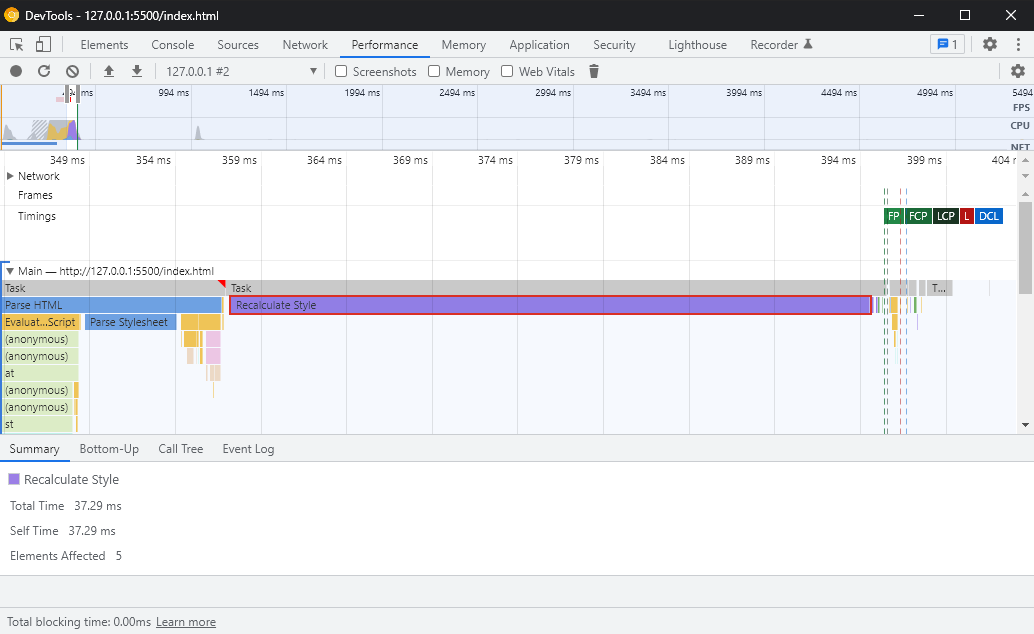 DevTools - 127.0.0.1:5500/index.html
Elements Console Sources Network Performance Memory Application Security Lighthouse Recorder 1
127.0.0.1 #2 Screenshots Memory Web Vitals
ms 994 ms 1494 ms 1994 ms 2494 ms 2994 ms 3494 ms 3994 ms 4494 ms 4994 ms 5494
FPS
CPU
NET
349 ms 354 ms 359 ms 364 ms 369 ms 374 ms 379 ms 384 ms 389 ms 394 ms 399 ms 404 m
Network
Frames
Timings FP FCP LCP L DCL
Main — http://127.0.0.1:5500/index.html
Task Task T...
Parse HTML Recalculate Style
Evaluat...Script Parse Stylesheet
(anonymous)
(anonymous)
at
(anonymous)
(anonymous)
st
Summary Bottom-Up Call Tree Event Log
Recalculate Style
Total Time 37.29 ms
Self Time 37.29 ms
Elements Affected 5
Total blocking time: 0.00ms Learn more